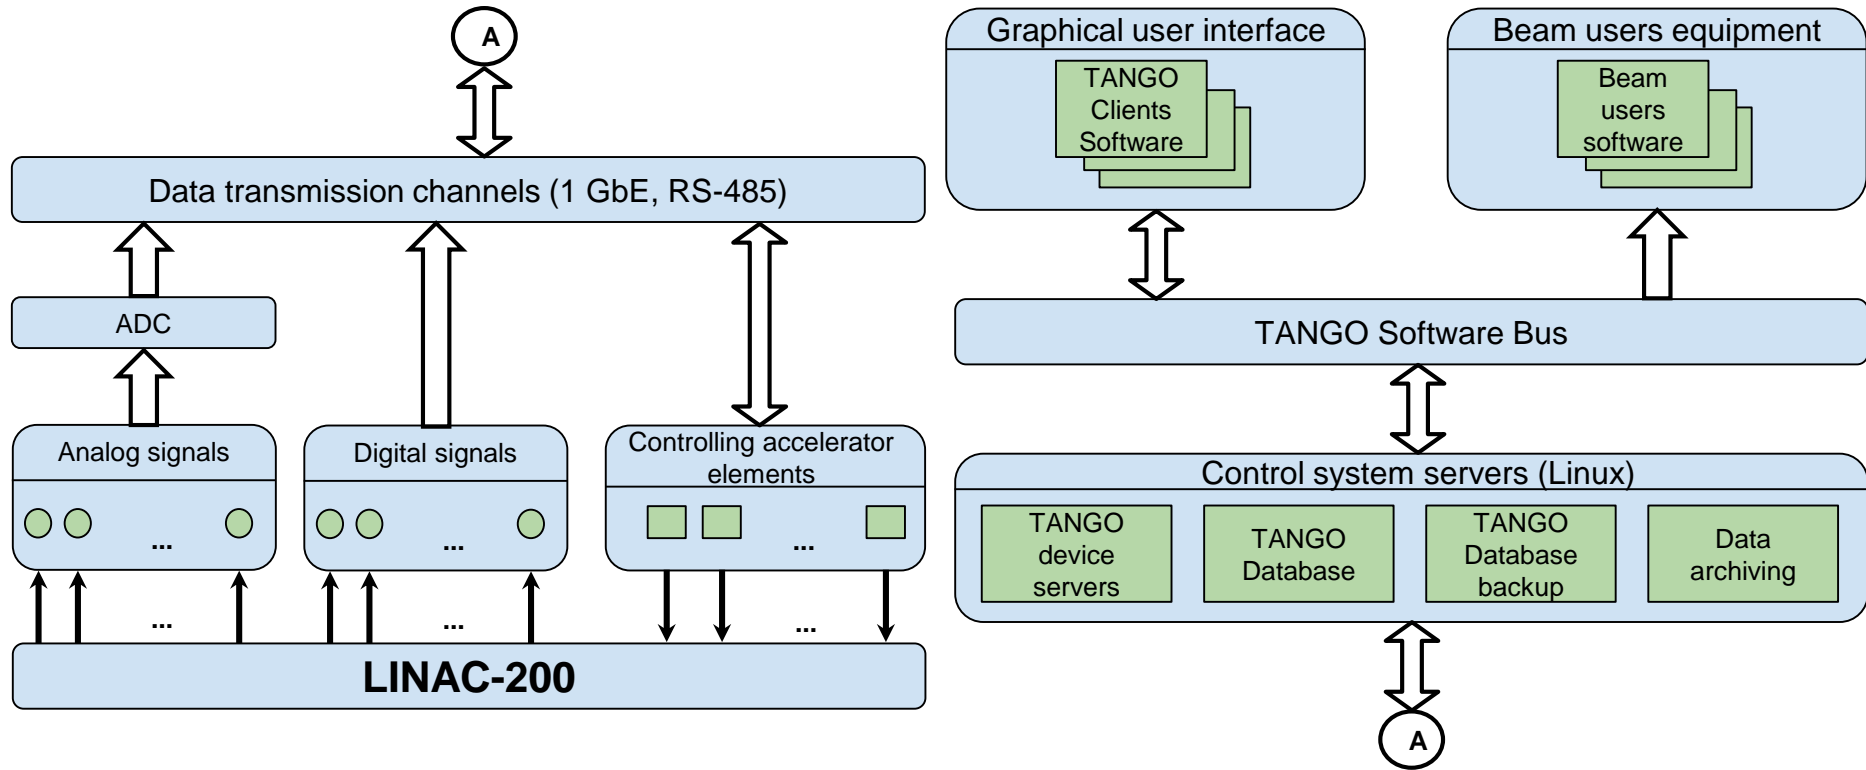 A
Data transmission channels (1 GbE, RS-485)
ADC
Analog signals
...
...
Digital signals
...
...
Controlling accelerator
elements
...
...
LINAC-200
Graphical user interface
TANGO
Clients
Software
Beam users equipment
Beam
users
software
TANGO Software Bus
Control system servers (Linux)
TANGO
device
servers
TANGO
Database
TANGO
Database
backup
Data
archiving
A